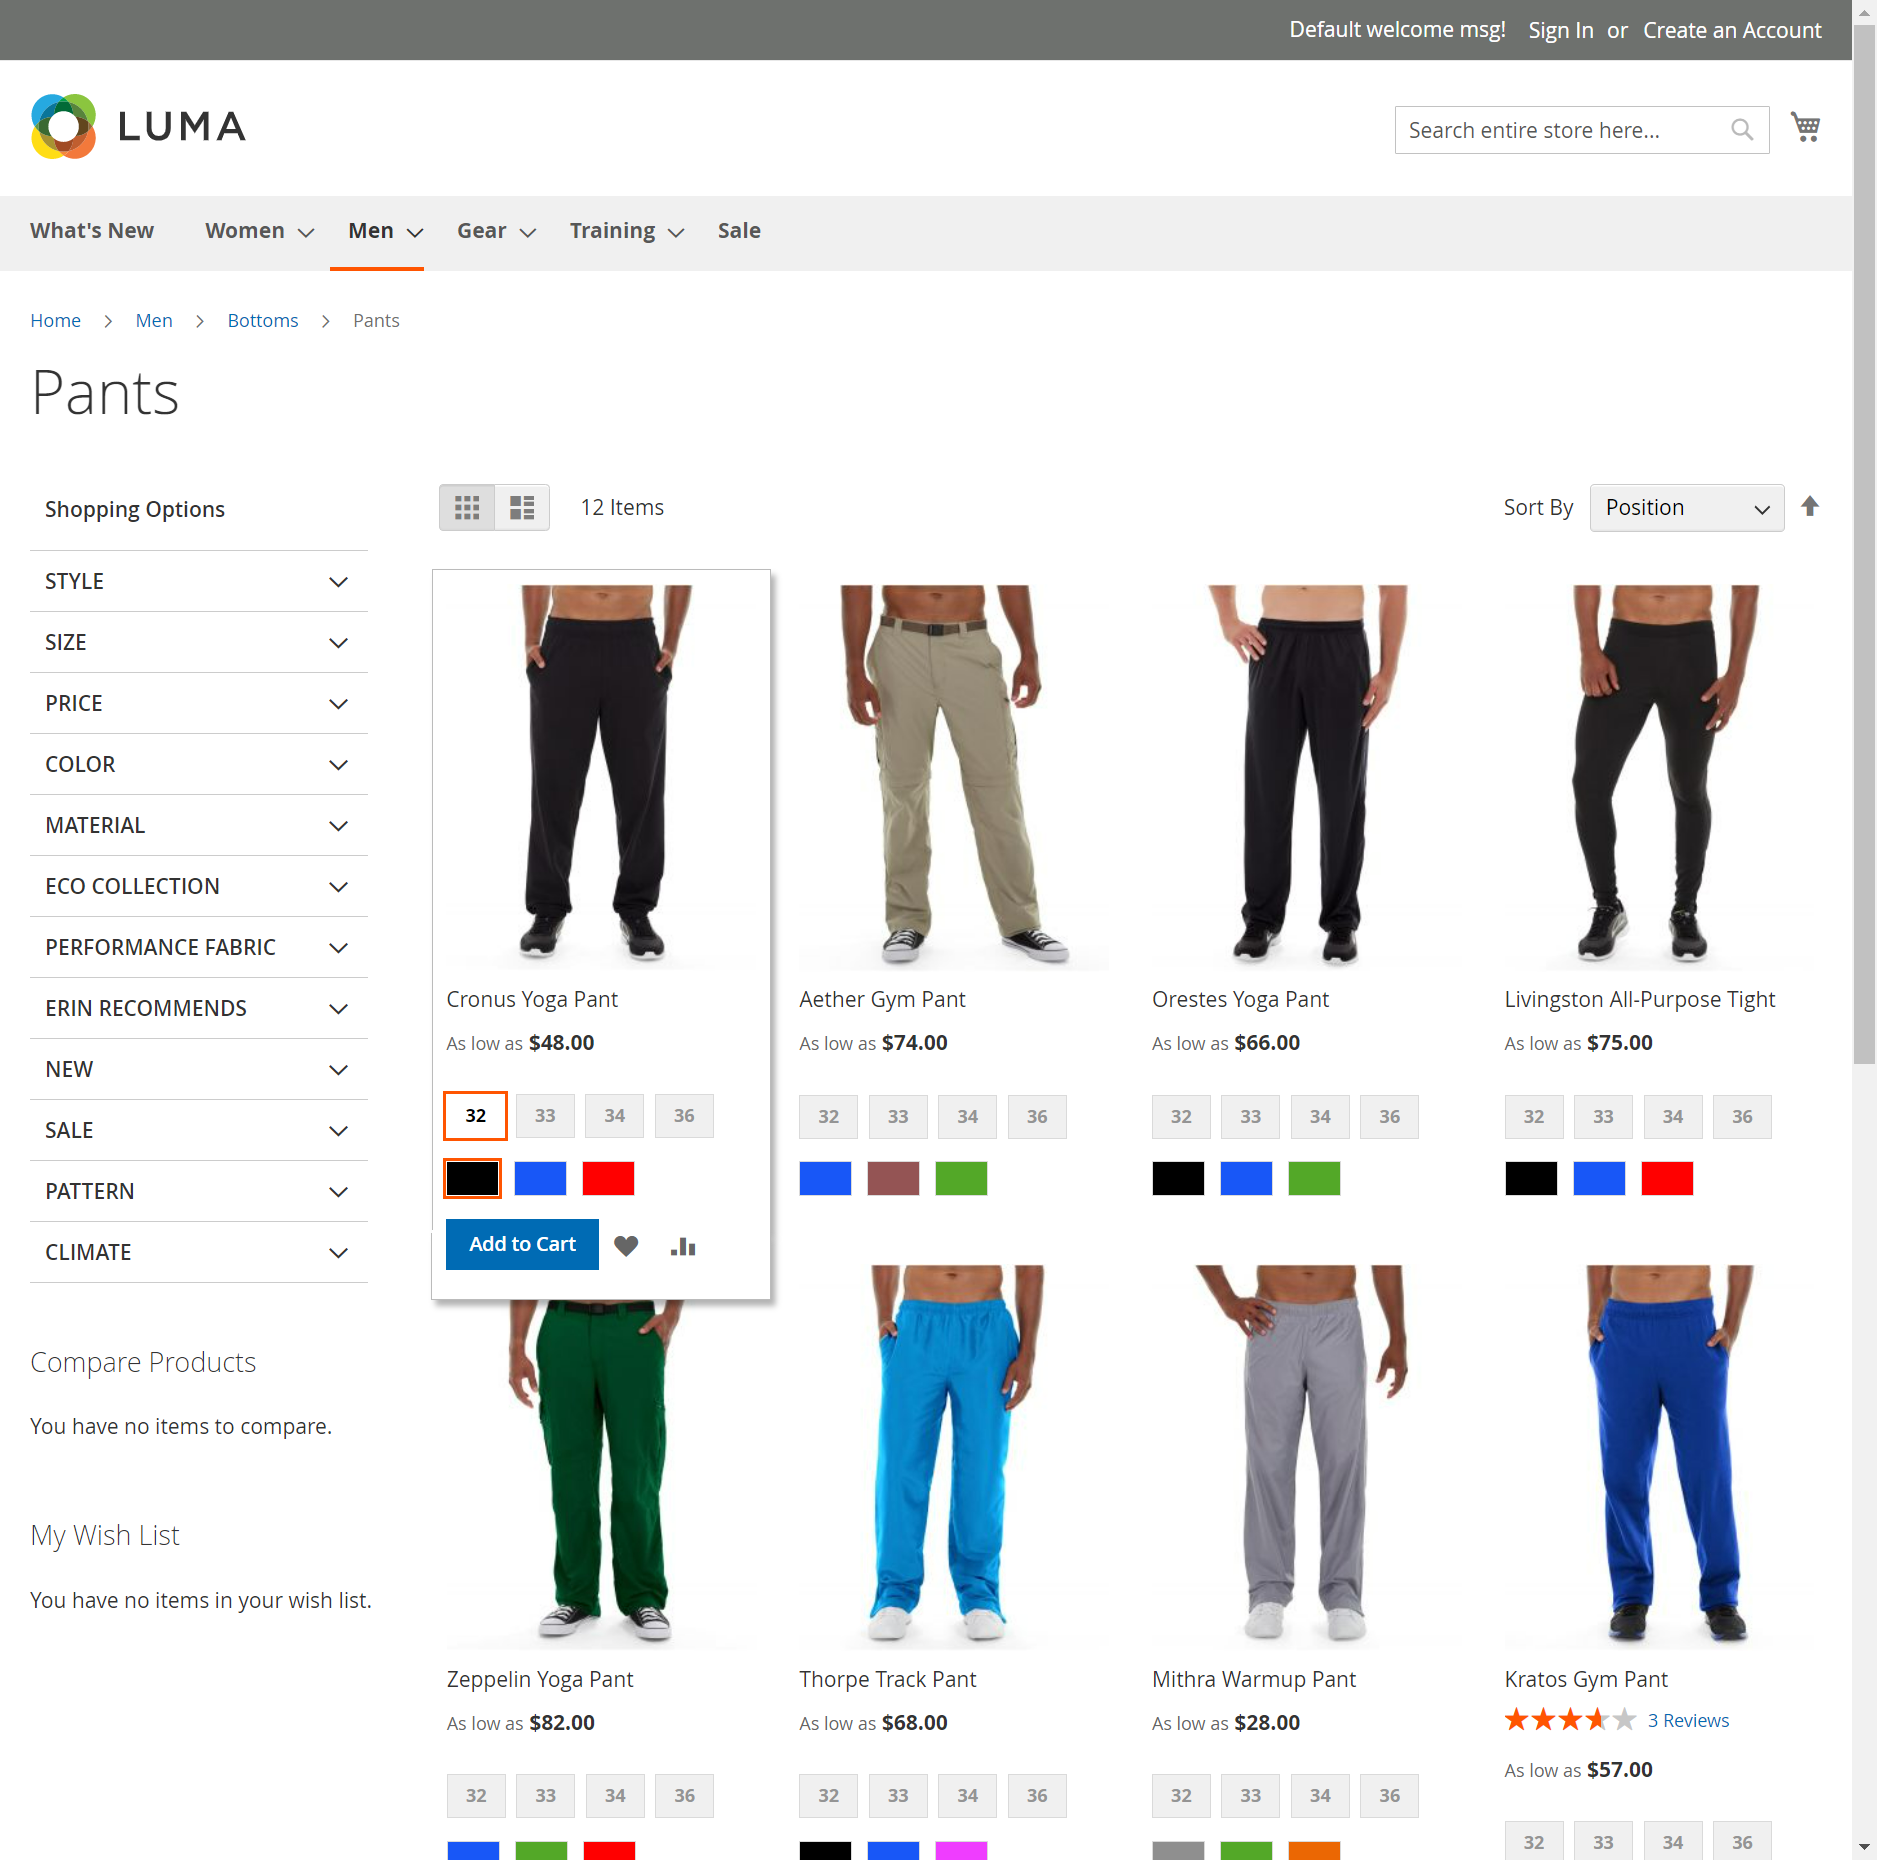 Default welcome msg! Sign In or Create an Account
LUMA
Search entire store here...
What's New Women Men Gear Training Sale
Home Men Bottoms Pants
Pants
Shopping Options
STYLE
SIZE
PRICE
COLOR
MATERIAL
ECO COLLECTION
PERFORMANCE FABRIC
ERIN RECOMMENDS
NEW
SALE
PATTERN
CLIMATE
Compare Products
You have no items to compare.
My Wish List
You have no items in your wish list.
12 Items
Sort By Position
Cronus Yoga Pant
As low as $48.00
32 33 34 36
Add to Cart
Aether Gym Pant
As low as $74.00
32 33 34 36
Orestes Yoga Pant
As low as $66.00
32 33 34 36
Livingston All-Purpose Tight
As low as $75.00
32 33 34 36
Zeppelin Yoga Pant
As low as $82.00
32 33 34 36
Thorpe Track Pant
As low as $68.00
32 33 34 36
Mithra Warmup Pant
As low as $28.00
32 33 34 36
Kratos Gym Pant
3 Reviews
As low as $57.00
32 33 34 36